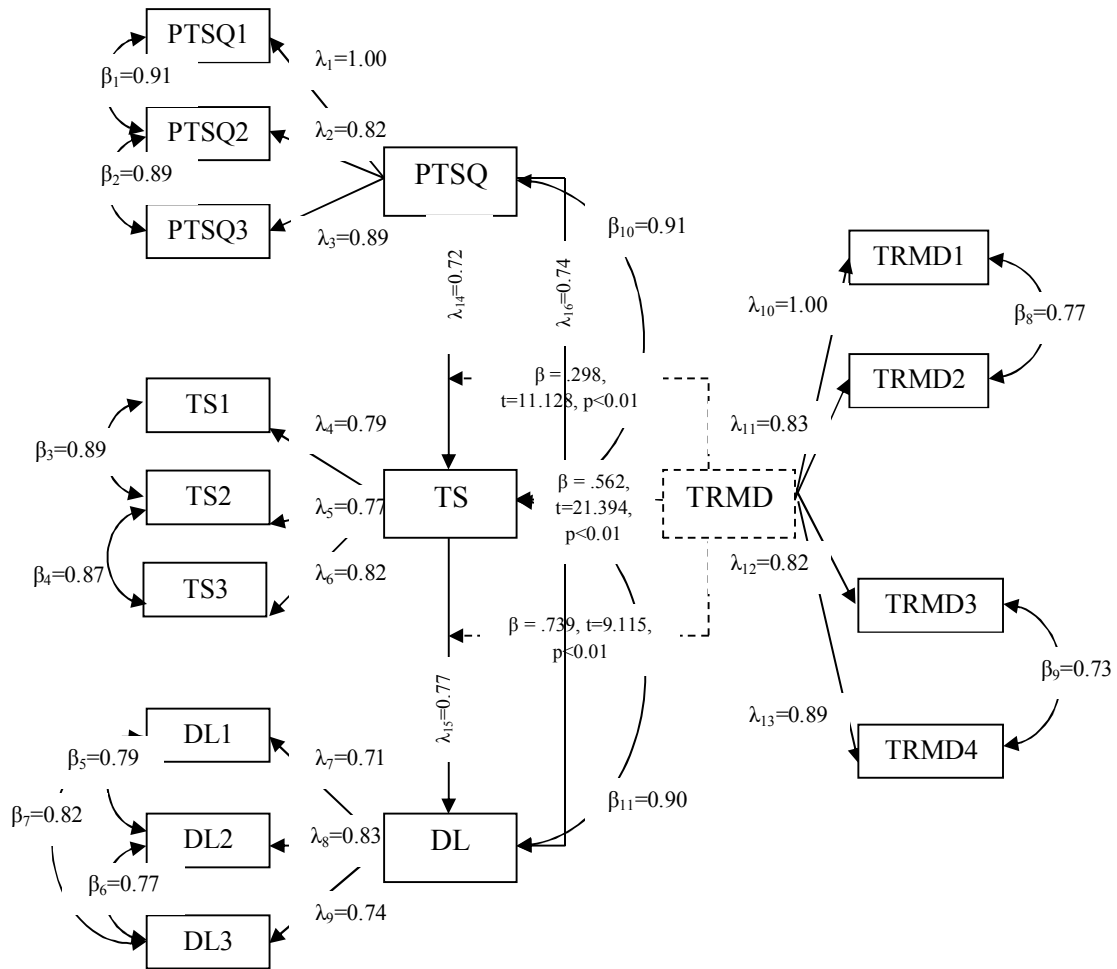 PTSQ1
β₁=0.91
λ₁=1.00
PTSQ2
λ₂=0.82
β₂=0.89
PTSQ3
λ₃=0.89
PTSQ
β₁₀=0.91
λ₁₄=0.72
λ₁₆=0.74
TRMD1
λ₁₀=1.00
β₈=0.77
TRMD2
λ₁₁=0.83
β = .298,
t=11.128, p<0.01
TS1
λ₄=0.79
β₃=0.89
TS2
λ₅=0.77
TS
β = .562,
t=21.394,
p<0.01
TRMD
β₄=0.87
λ₆=0.82
TS3
λ₁₂=0.82
TRMD3
β = .739, t=9.115,
p<0.01
β₉=0.73
λ₁₅=0.77
λ₁₃=0.89
TRMD4
DL1
β₅=0.79
λ₇=0.71
β₇=0.82
β₁₁=0.90
DL2
λ₈=0.83
DL
β₆=0.77
λ₉=0.74
DL3